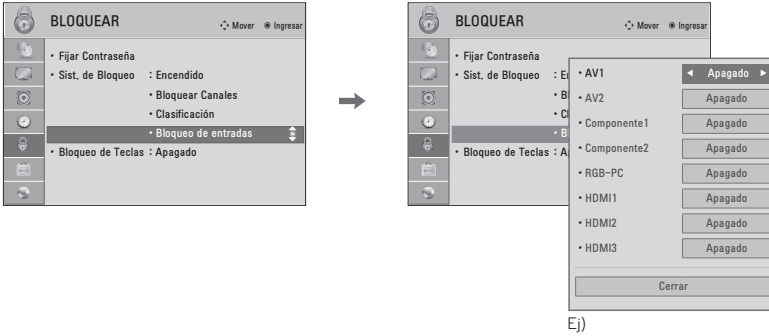 BLOQUEAR
Mover Ingresar
• Fijar Contraseña
• Sist. de Bloqueo : Encendido
• Bloquear Canales
• Clasificación
• Bloqueo de entradas
• Bloqueo de Teclas : Apagado
BLOQUEAR
Mover Ingresar
• Fijar Contraseña
• Sist. de Bloqueo : E
• B
• C
• B
• Bloqueo de Teclas : A
• AV1 ◄ Apagado ►
• AV2 Apagado
• Componente1 Apagado
• Componente2 Apagado
• RGB-PC Apagado
• HDMI1 Apagado
• HDMI2 Apagado
• HDMI3 Apagado
Cerrar
Ej)